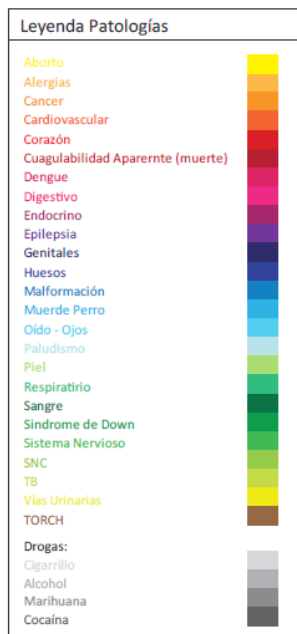 Leyenda Patologías
Aborto
Alergias
Cancer
Cardiovascular
Corazón
Cuagulabilidad Aparernte (muerte)
Dengue
Digestivo
Endocrino
Epilepsia
Genitales
Huesos
Malformación
Muerde Perro
Oido - Ojos
Paludismo
Piel
Respiratirio
Sangre
Sindrome de Down
Sistema Nervioso
SNC
TB
Vías Urinarias
TORCH
Drogas:
Cigarrillo
Alcohol
Marihuana
Cocaína